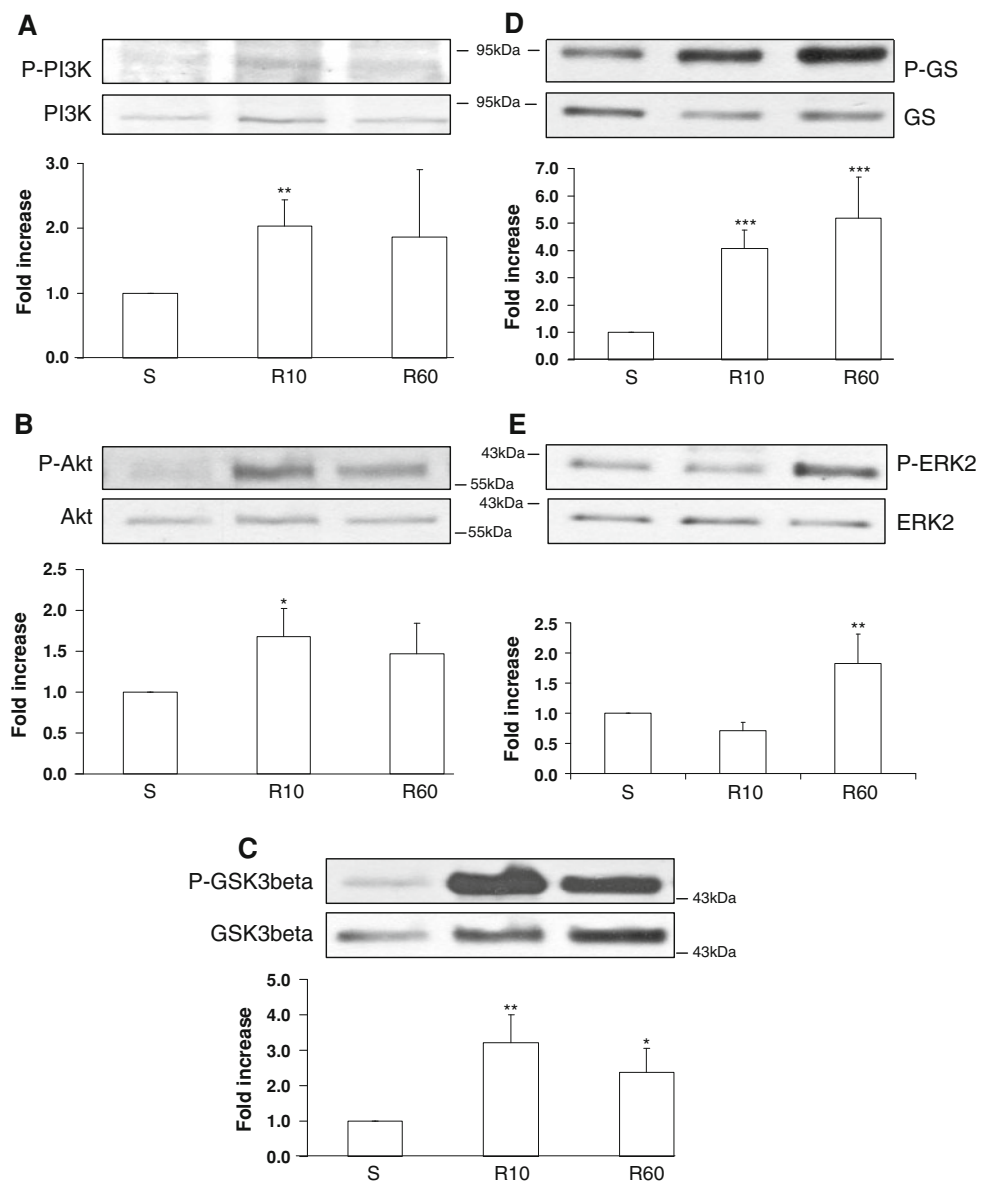 A
P-PI3K
95kDa
PI3K
95kDa
3.0
2.0
1.0
0.0
Fold increase
**
S R10 R60
D
P-GS
GS
7.0
6.0
5.0
4.0
3.0
2.0
1.0
0.0
Fold increase
***
***
S R10 R60
B
P-Akt
55kDa
Akt
55kDa
2.5
2.0
1.5
1.0
0.5
0.0
Fold increase
*
S R10 R60
E
43kDa
P-ERK2
43kDa
ERK2
2.5
2.0
1.5
1.0
0.5
0.0
Fold increase
**
S R10 R60
C
P-GSK3beta
43kDa
GSK3beta
43kDa
5.0
4.0
3.0
2.0
1.0
0.0
Fold increase
**
*
S R10 R60